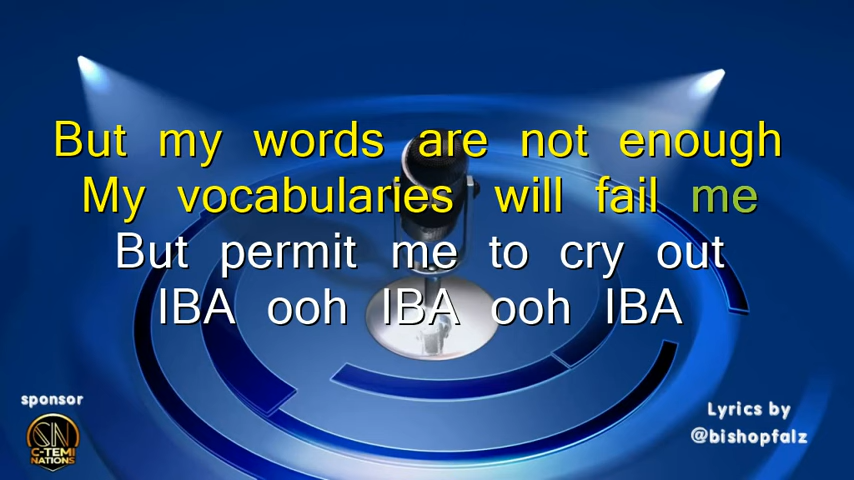 But my words are not enough
My vocabularies will fail me
But permit me to cry out
IBA ooh IBA ooh IBA
sponsor
SN
C-TEMI
NATIONS
Lyrics by
@bishopfalz